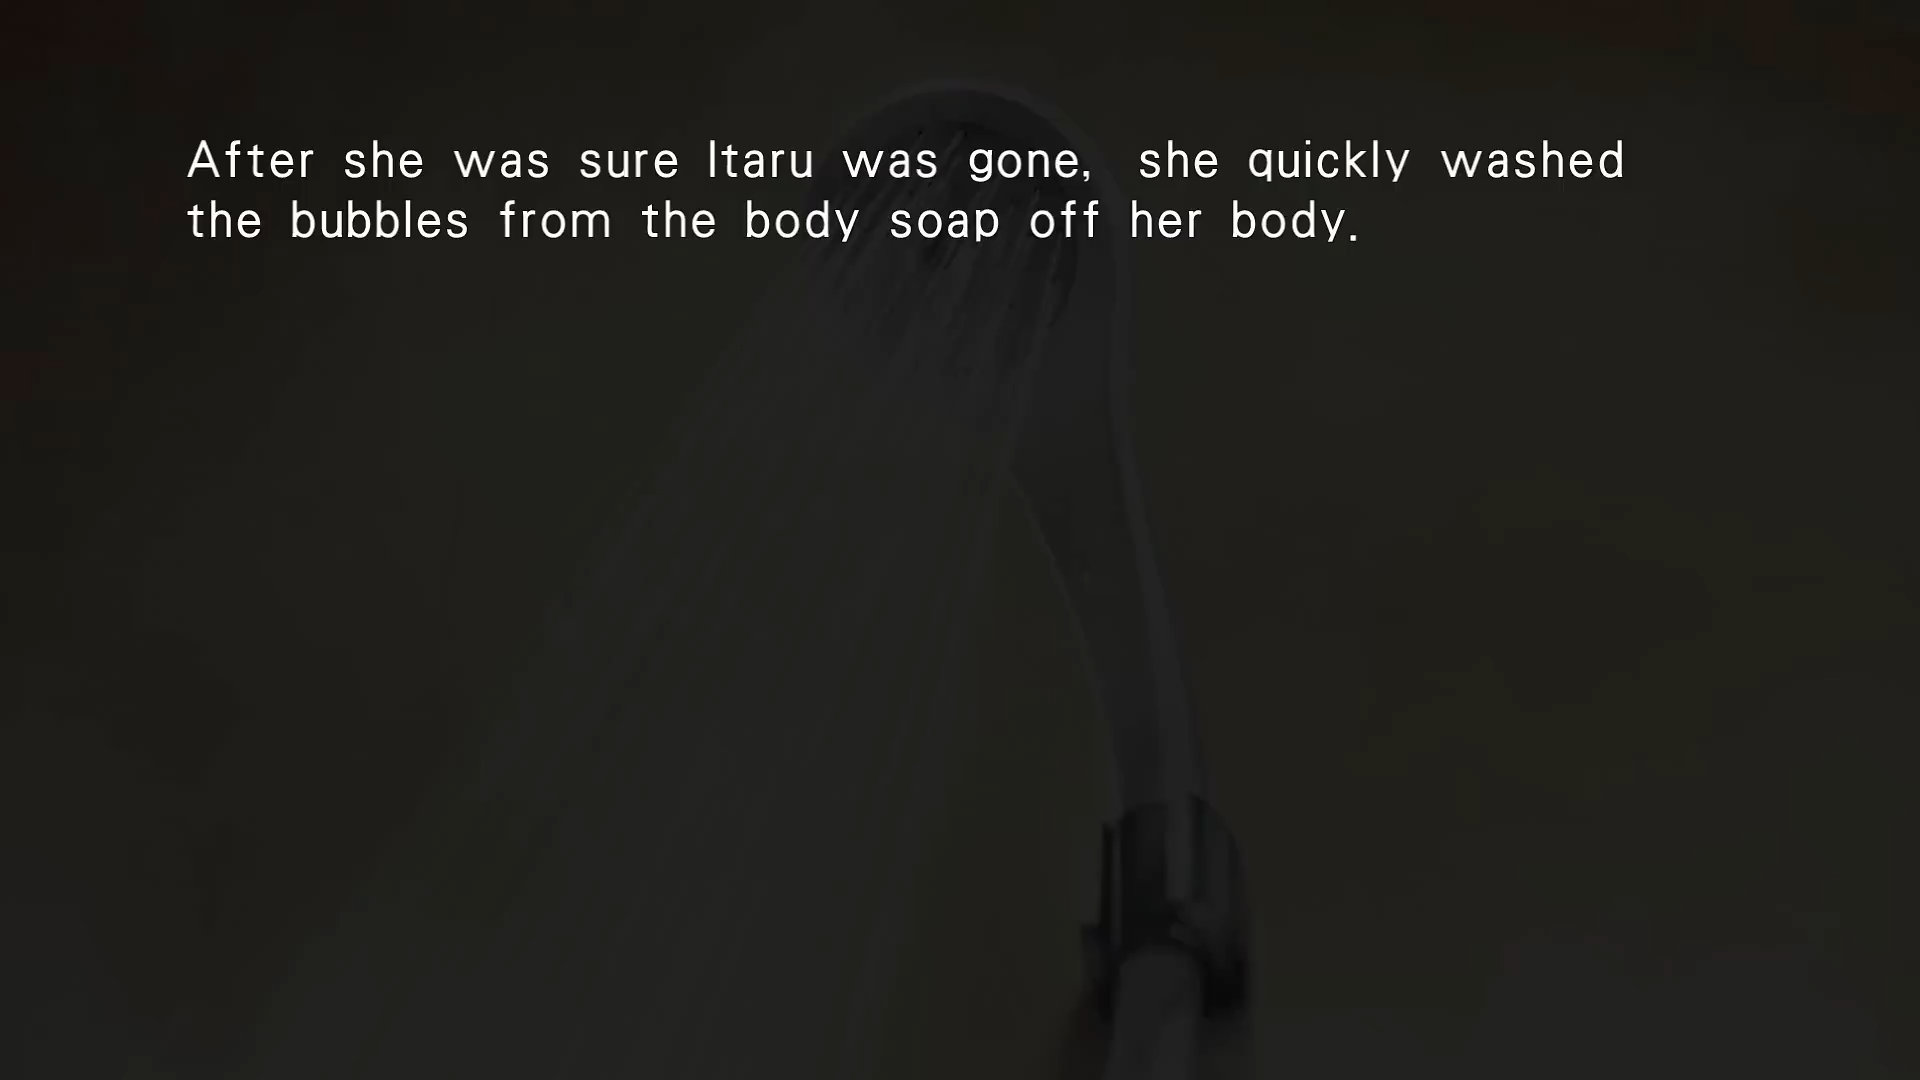 After she was sure Itaru was gone, she quickly washed
the bubbles from the body soap off her body.